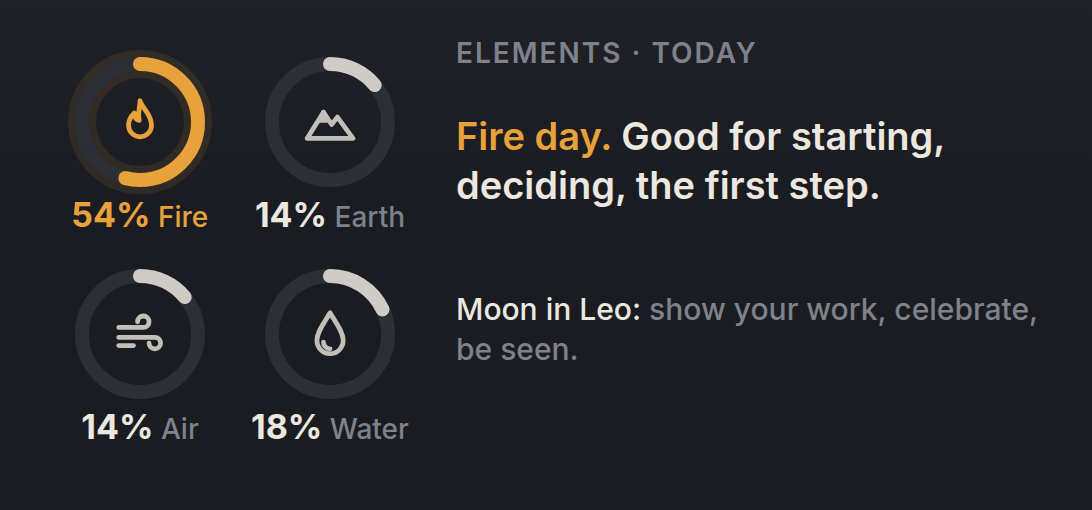 ELEMENTS · TODAY
Fire day. Good for starting,
deciding, the first step.
54% Fire
14% Earth
14% Air
18% Water
Moon in Leo: show your work, celebrate,
be seen.